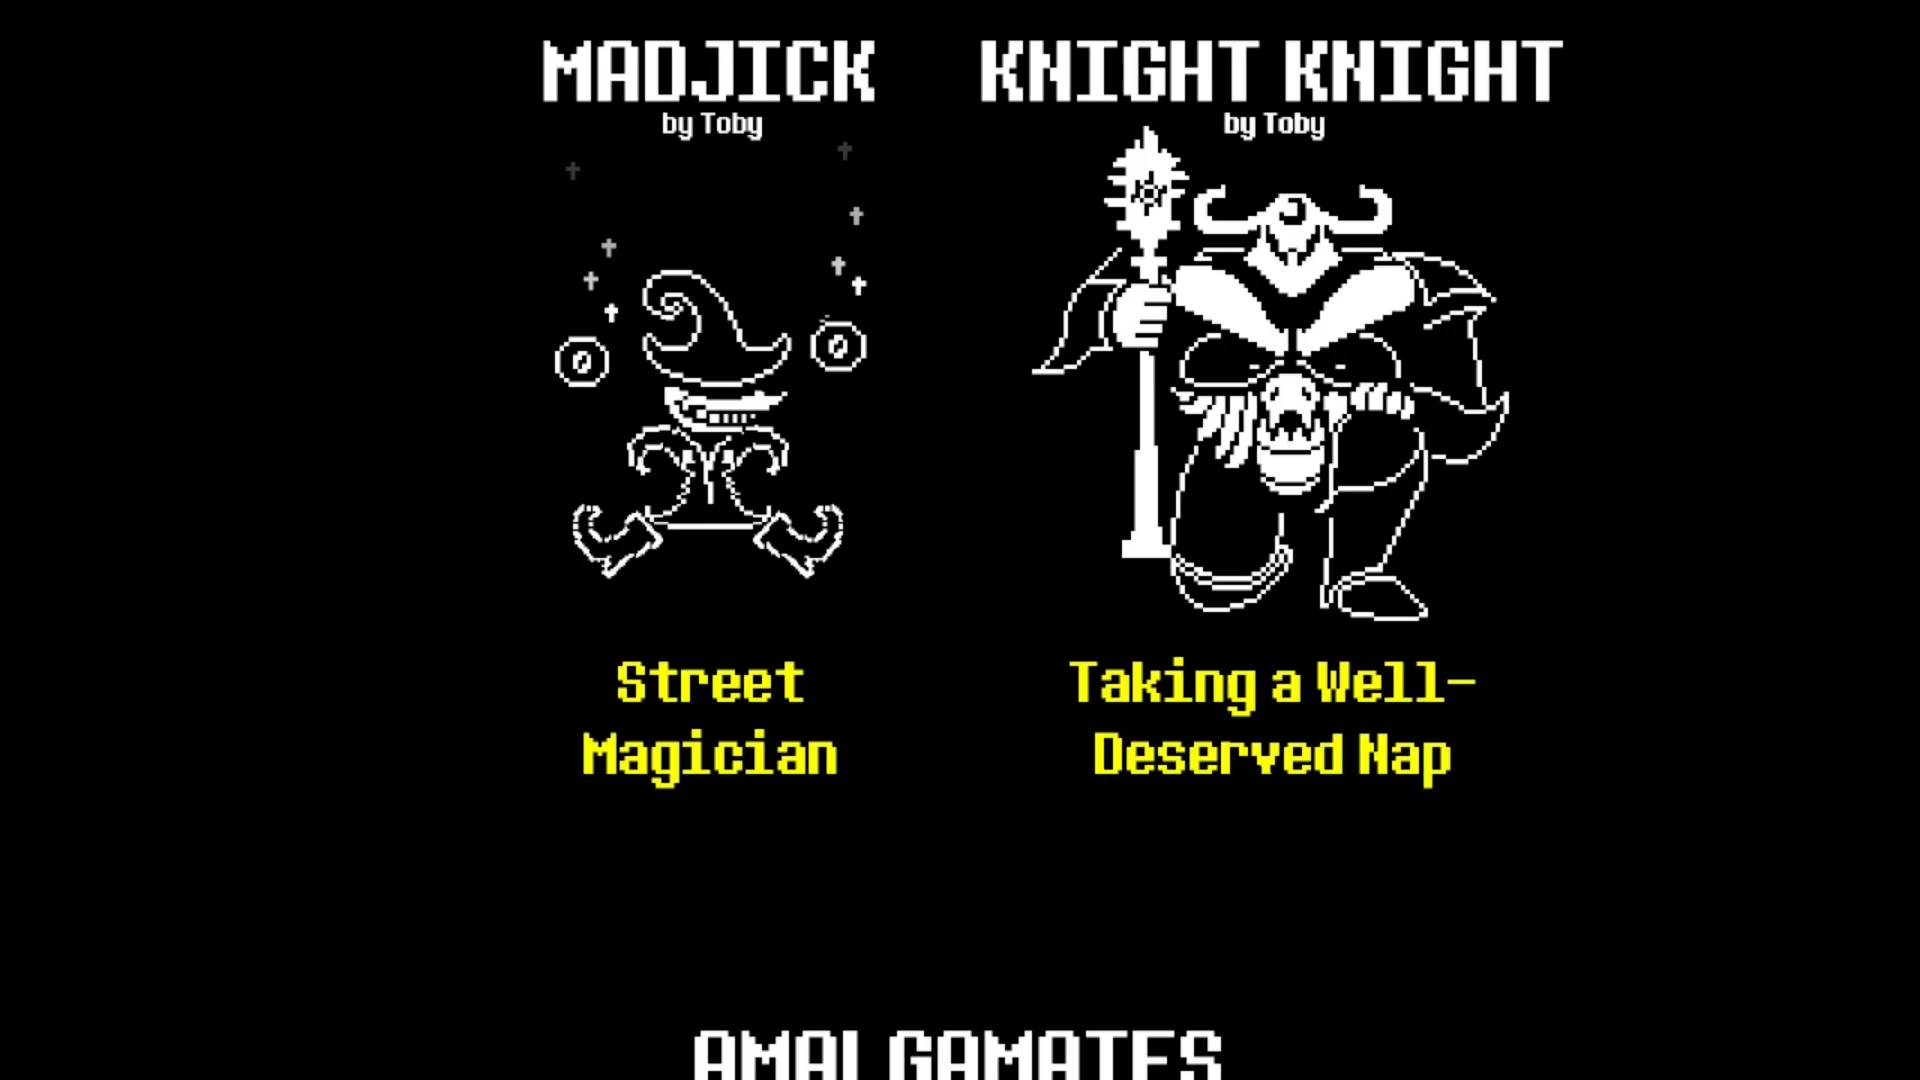 MADJICK
by Toby
Street
Magician
KNIGHT KNIGHT
by Toby
Taking a Well-
Deserved Nap
AMALGAMATES